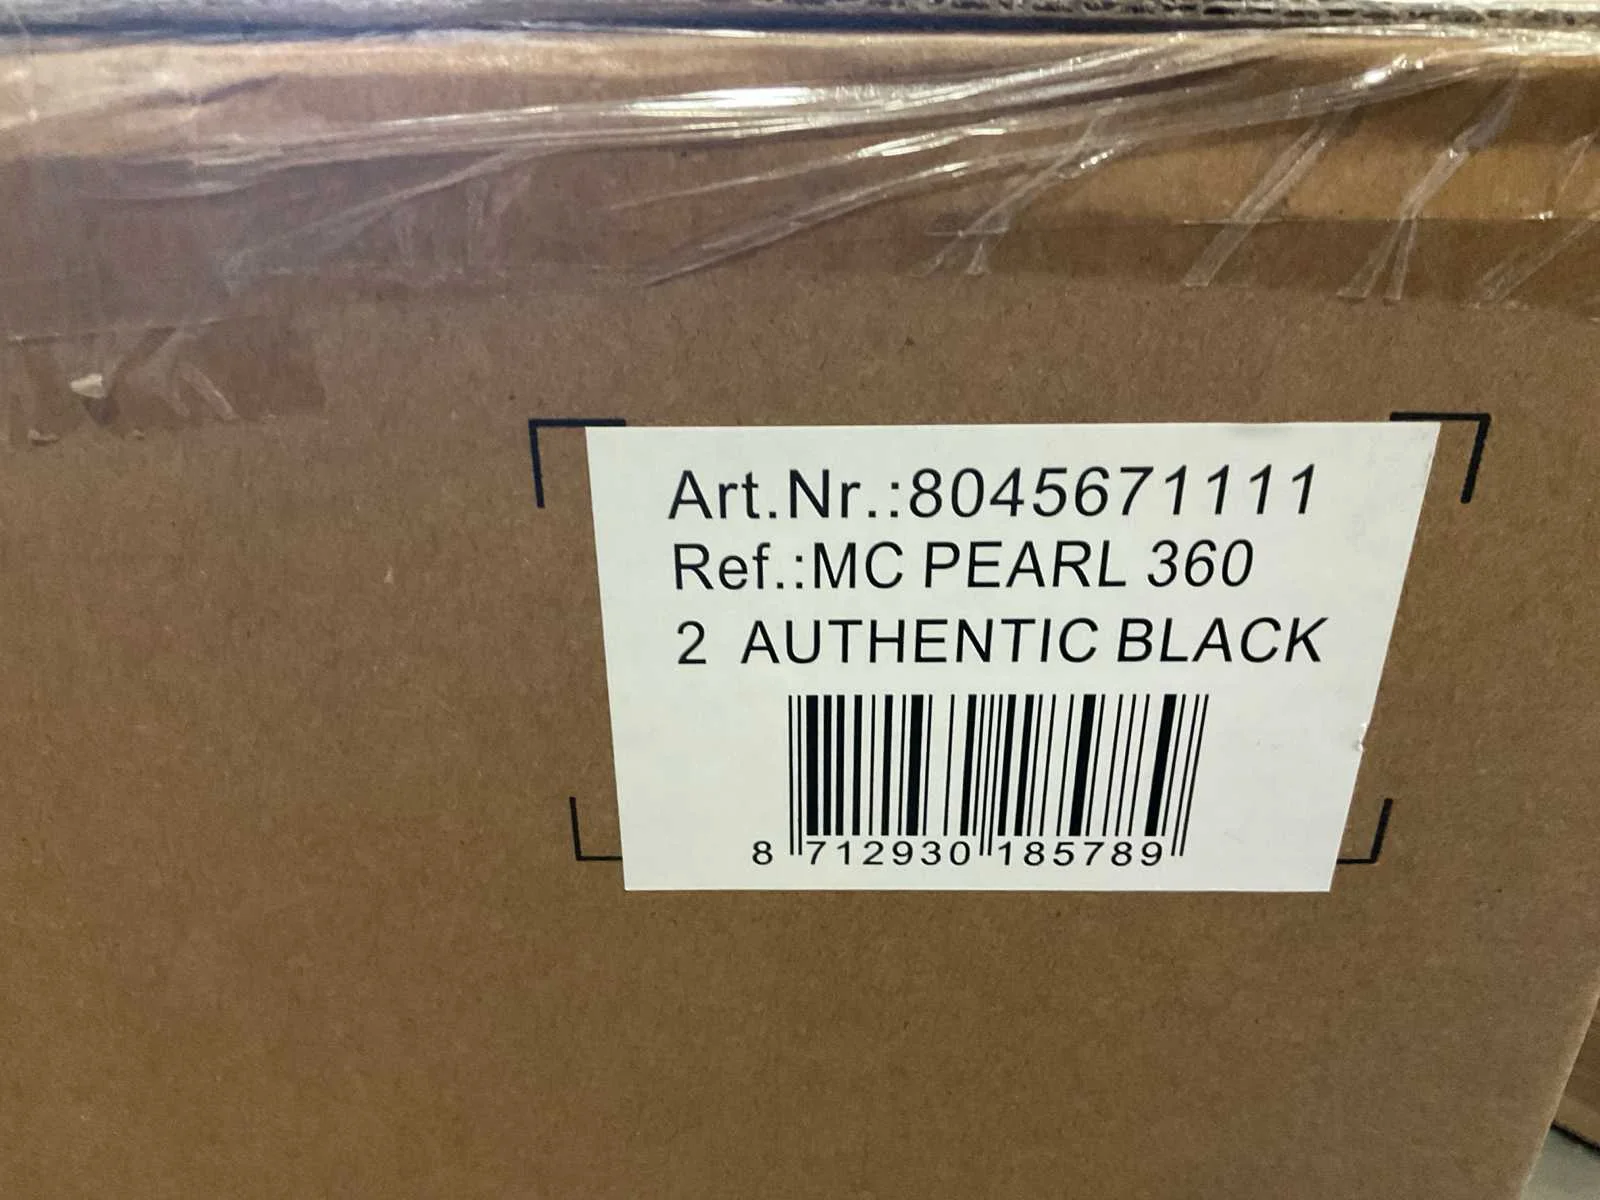 Art.Nr.:8045671111
Ref.:MC PEARL 360
2 AUTHENTIC BLACK
8 712930 185789